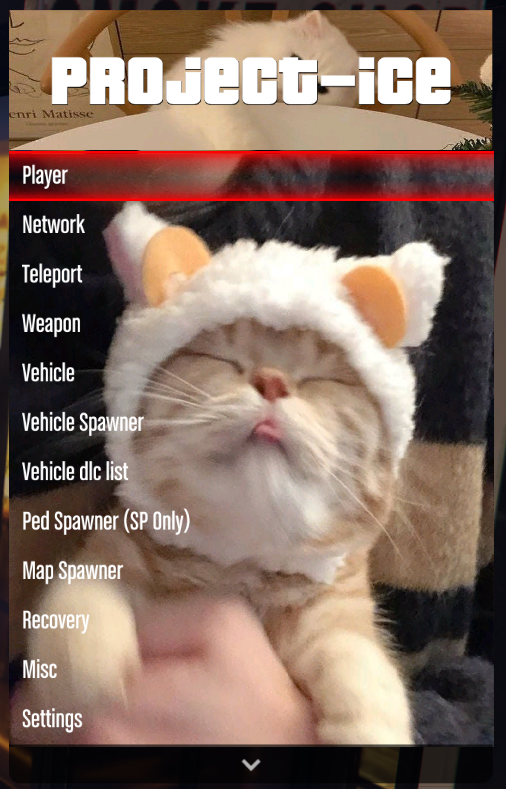 PROJECT-ICE
enri Matisse
Player
Network
Teleport
Weapon
Vehicle
Vehicle Spawner
Vehicle dlc list
Ped Spawner (SP Only)
Map Spawner
Recovery
Misc
Settings